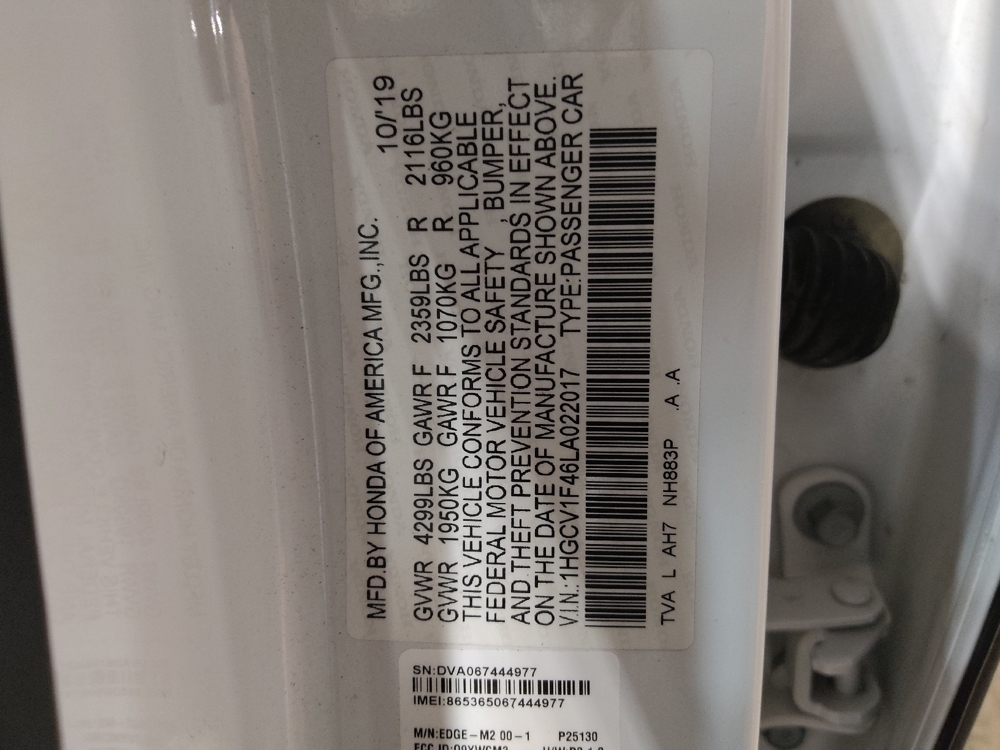 MFD.BY HONDA OF AMERICA MFG.,INC. 10/'19
GVWR 4299LBS GAWR F 2359LBS R 2116LBS
GVWR 1950KG GAWR F 1070KG R 960KG
THIS VEHICLE CONFORMS TO ALL APPLICABLE
FEDERAL MOTOR VEHICLE SAFETY , BUMPER,
AND THEFT PREVENTION STANDARDS, IN EFFECT
ON THE DATE OF MANUFACTURE SHOWN ABOVE.
V.I.N.:1HGCV1F46LA022017 TYPE:PASSENGER CAR
TVA L AH7 NH883P .A .A
SN:DVA067444977
IMEI:865365067444977
M/N:EDGE-M2 00-1 P25130